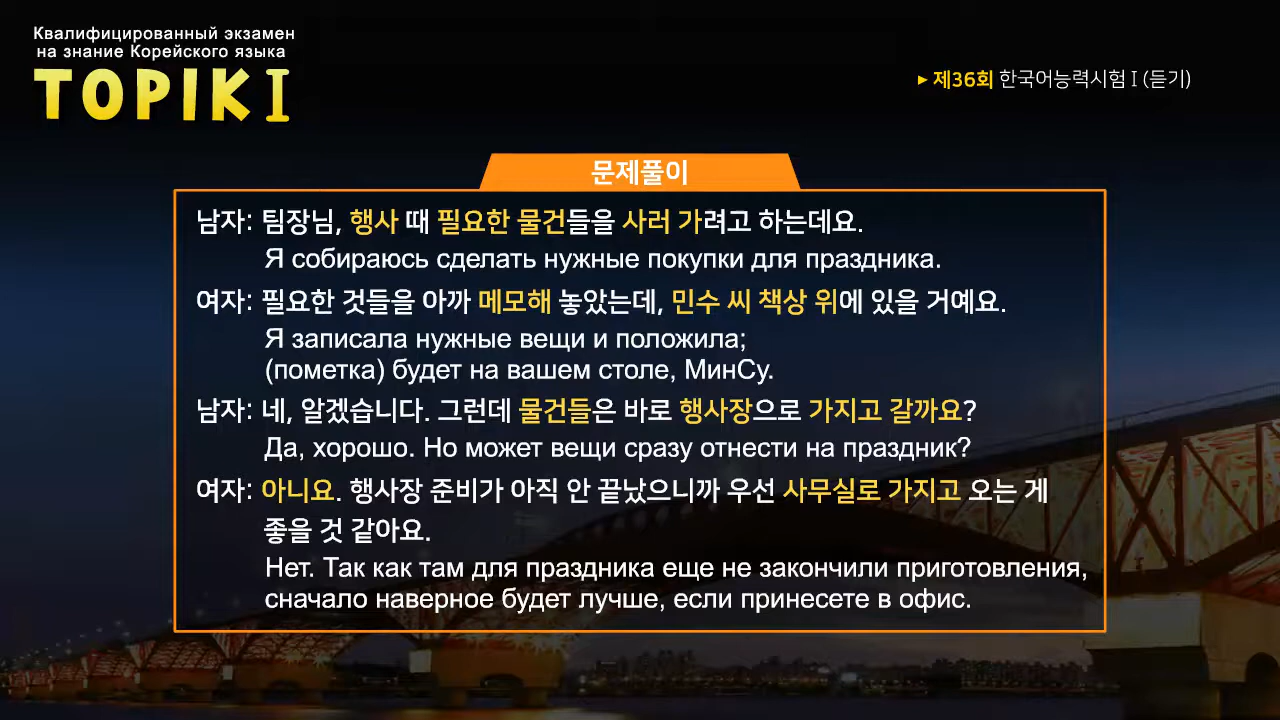 Квалифицированный экзамен
на знание Корейского языка
TOPIK I
▸ 제36회 한국어능력시험 I (듣기)
문제풀이
남자: 팀장님, 행사 때 필요한 물건들을 사러 가려고 하는데요.
Я собираюсь сделать нужные покупки для праздника.
여자: 필요한 것들을 아까 메모해 놓았는데, 민수 씨 책상 위에 있을 거예요.
Я записала нужные вещи и положила;
(пометка) будет на вашем столе, МинСу.
남자: 네, 알겠습니다. 그런데 물건들은 바로 행사장으로 가지고 갈까요?
Да, хорошо. Но может вещи сразу отнести на праздник?
여자: 아니요. 행사장 준비가 아직 안 끝났으니까 우선 사무실로 가지고 오는 게
좋을 것 같아요.
Нет. Так как там для праздника еще не закончили приготовления,
сначало наверное будет лучше, если принесете в офис.